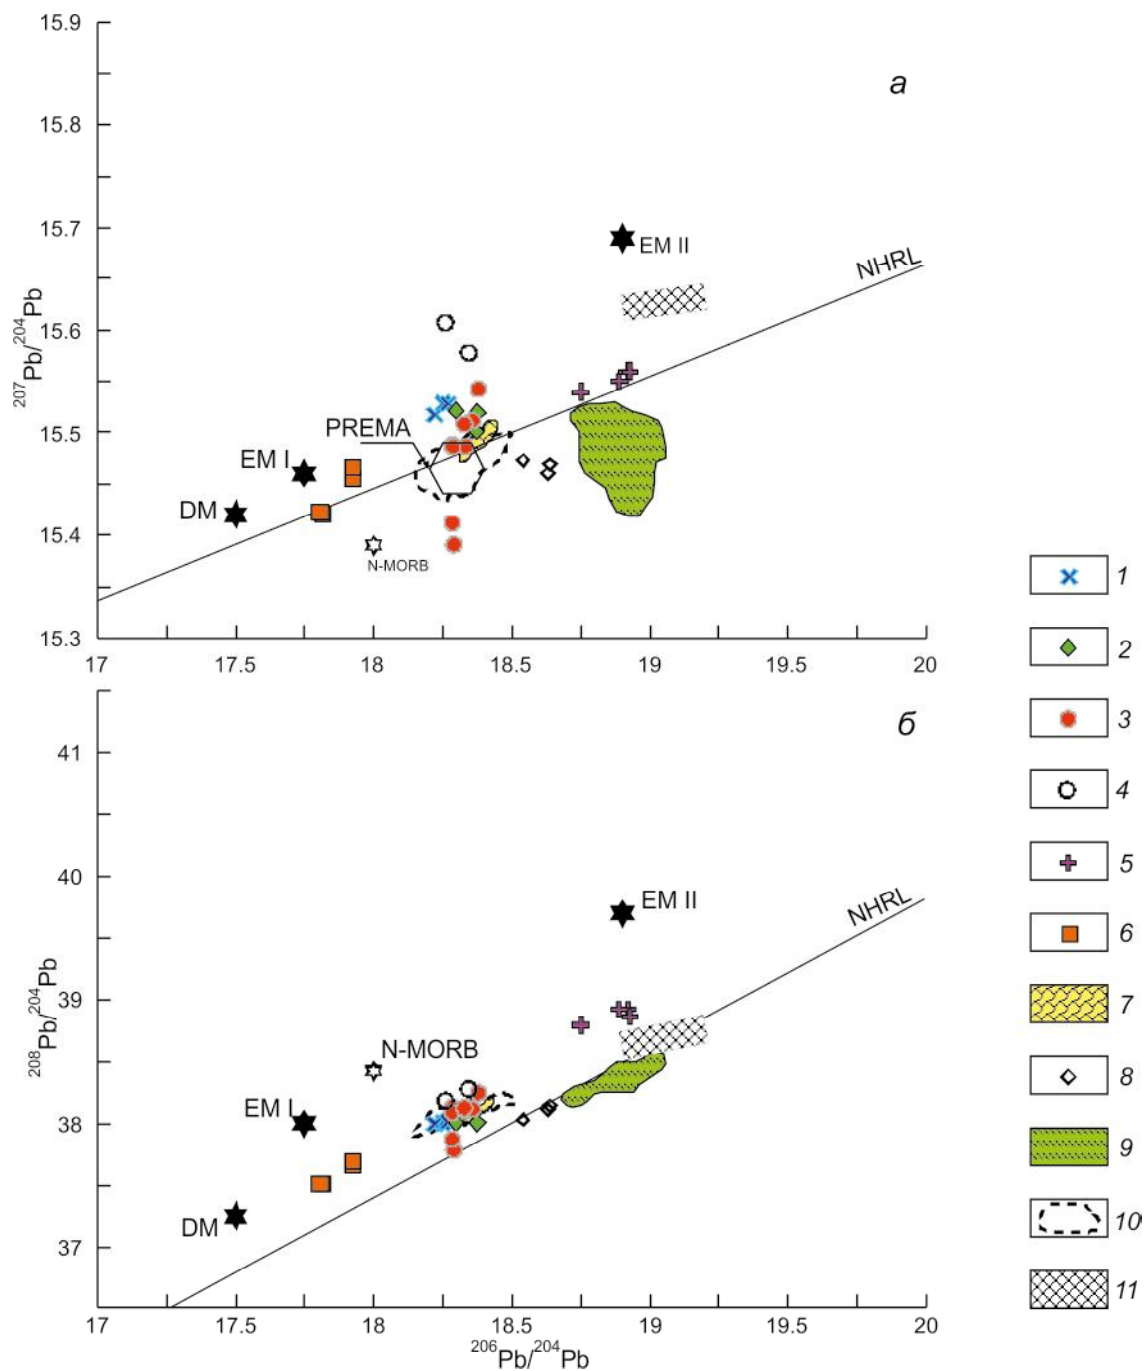 15.9
а
15.8
15.7
EM II
NHRL
²⁰⁷Pb/²⁰⁴Pb
15.6
PREMA
15.5
EM I
DM
15.4
N-MORB
15.3
17 17.5 18 18.5 19 19.5 20
б
41
40
EM II
NHRL
²⁰⁸Pb/²⁰⁴Pb
39
N-MORB
EM I
38
DM
37
17 17.5 18 18.5 19 19.5 20
²⁰⁶Pb/²⁰⁴Pb
1
2
3
4
5
6
7
8
9
10
11